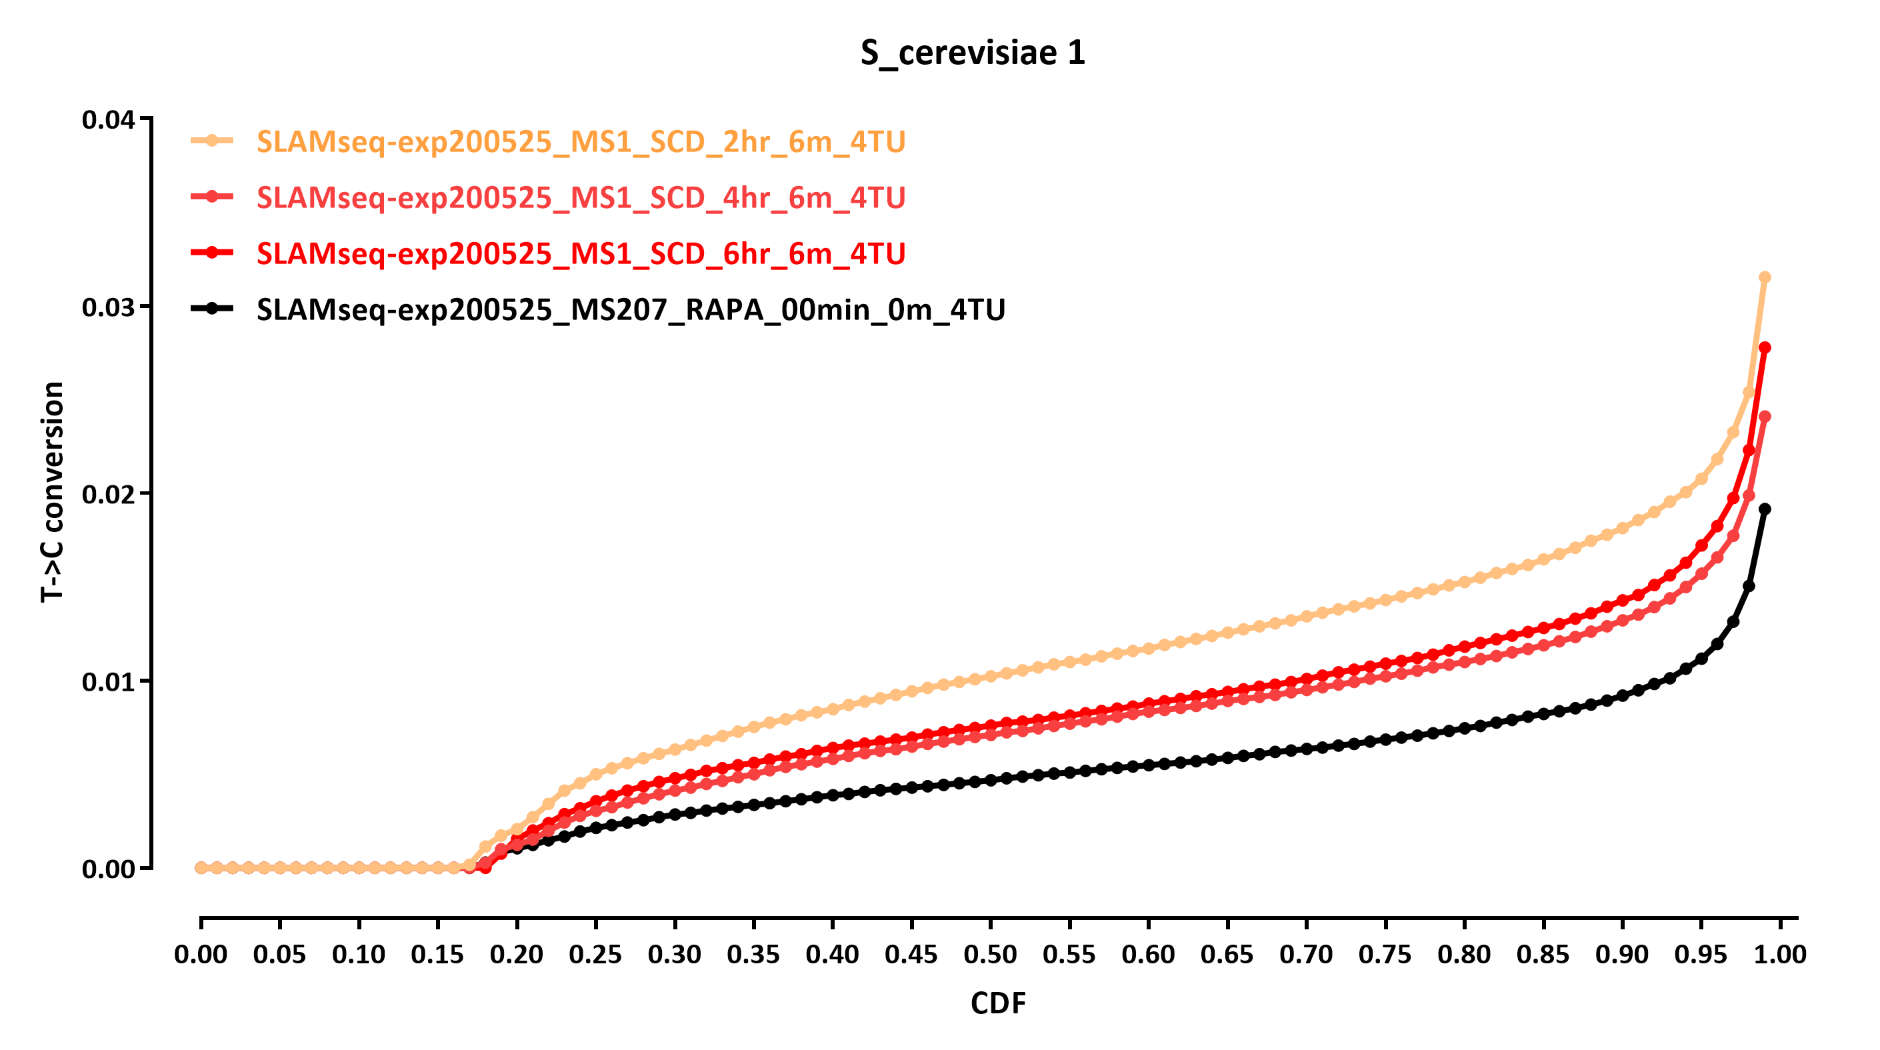 S_cerevisiae 1
0.04
0.03
0.02
0.01
0.00
T->C conversion
SLAMseq-exp200525_MS1_SCD_2hr_6m_4TU
SLAMseq-exp200525_MS1_SCD_4hr_6m_4TU
SLAMseq-exp200525_MS1_SCD_6hr_6m_4TU
SLAMseq-exp200525_MS207_RAPA_00min_0m_4TU
0.00 0.05 0.10 0.15 0.20 0.25 0.30 0.35 0.40 0.45 0.50 0.55 0.60 0.65 0.70 0.75 0.80 0.85 0.90 0.95 1.00
CDF